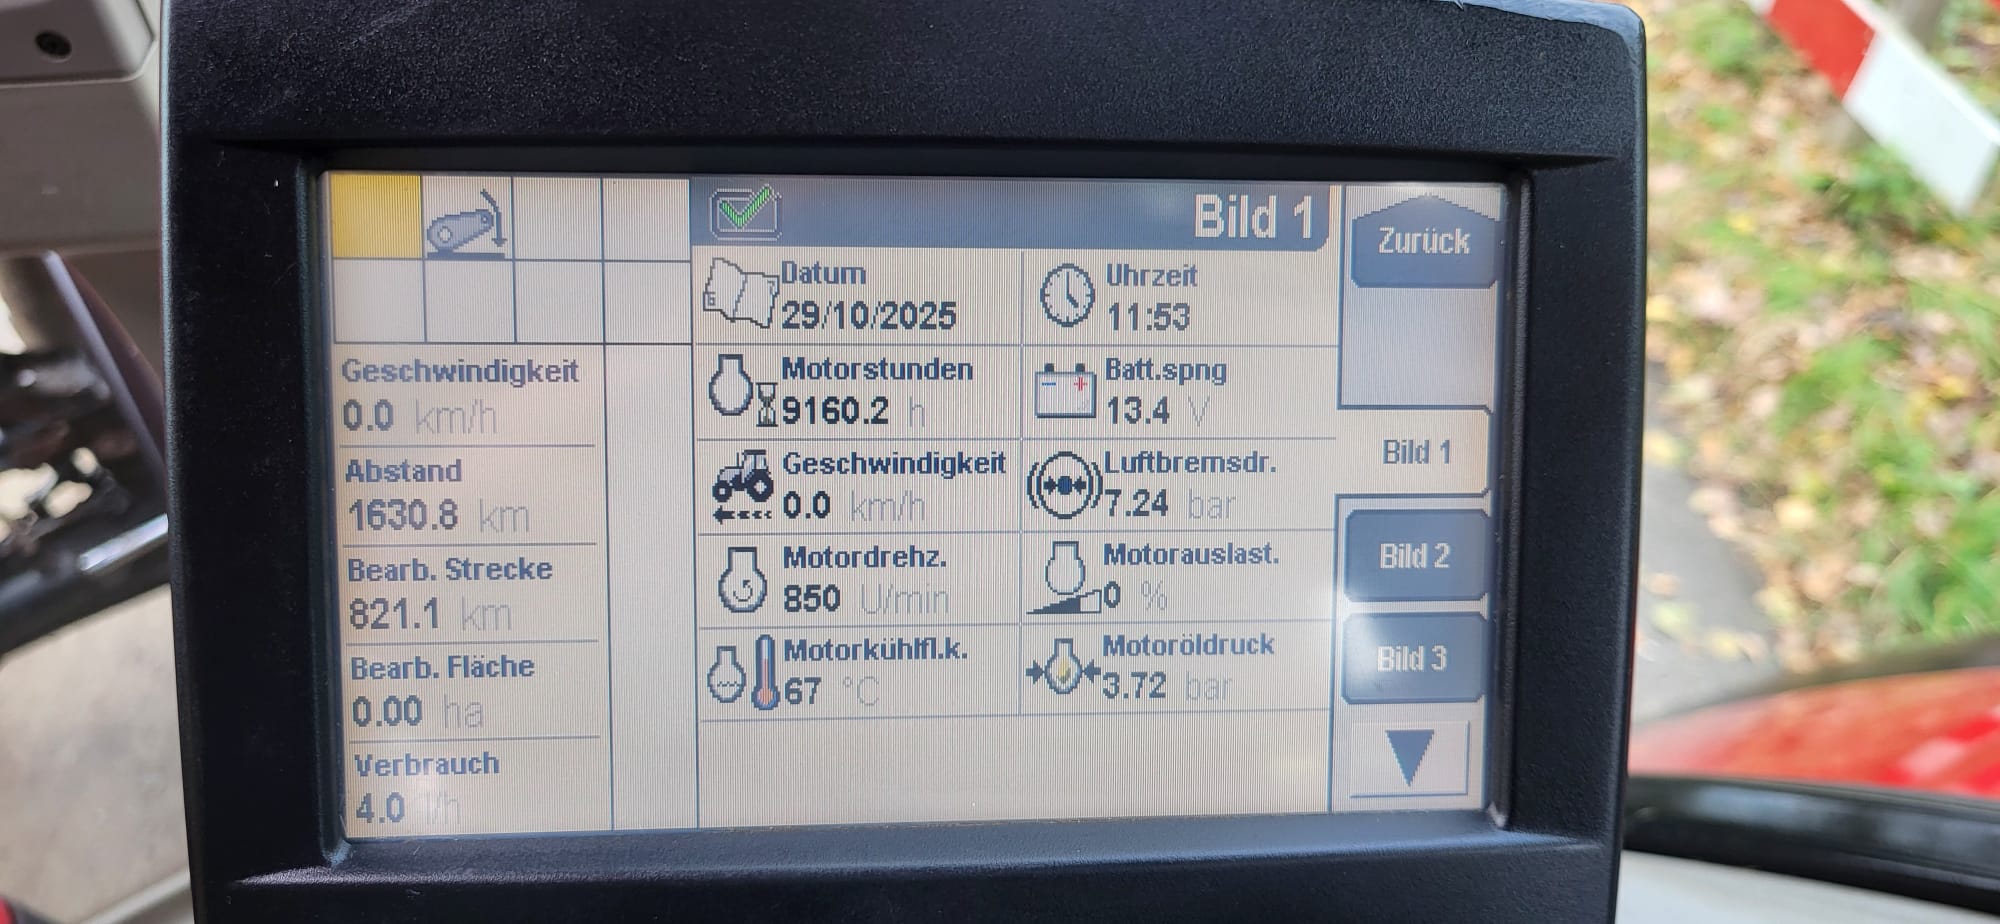 Bild 1
Zurück
Datum
29/10/2025
Uhrzeit
11:53
Geschwindigkeit
0.0 km/h
Motorstunden
9160.2 h
Batt.spng
13.4 V
Bild 1
Abstand
1630.8 km
Geschwindigkeit
0.0 km/h
Luftbremsdr.
7.24 bar
Bearb. Strecke
821.1 km
Motordrehz.
850 U/min
Motorauslast.
0 %
Bild 2
Bearb. Fläche
0.00 ha
Motorkühlfl.k.
67 °C
Motoröldruck
3.72 bar
Bild 3
Verbrauch
4.0 l/h